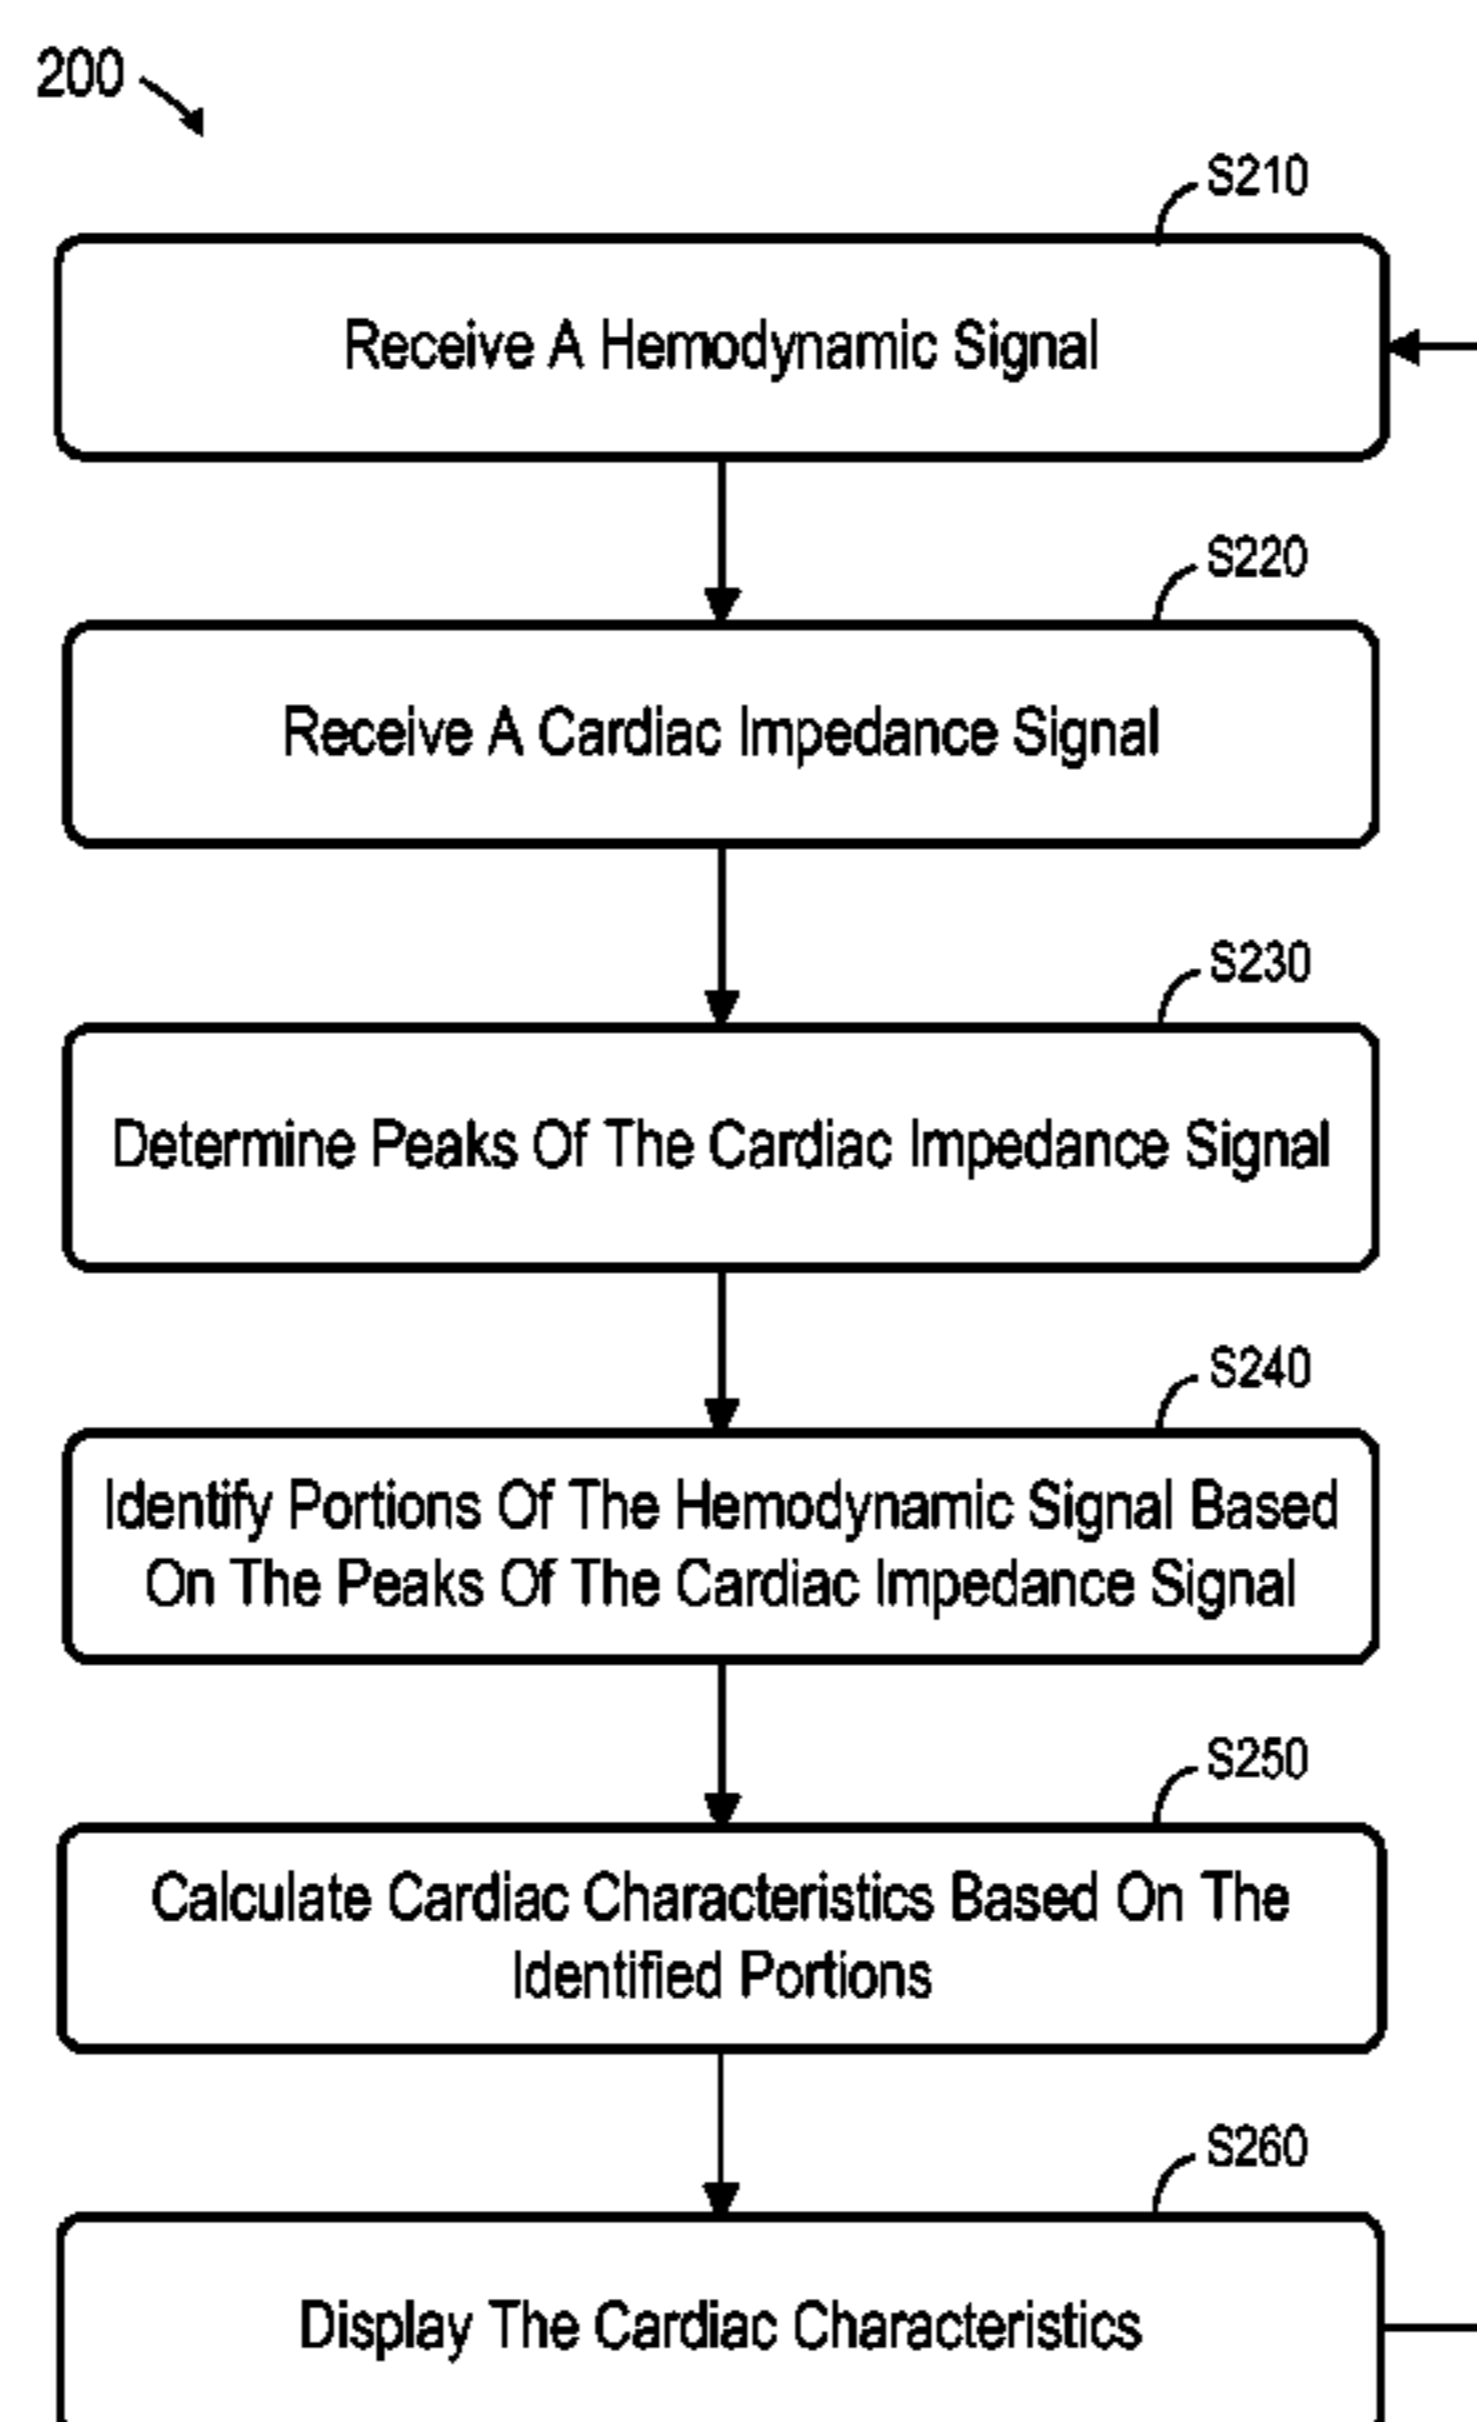 200
S210
Receive A Hemodynamic Signal
S220
Receive A Cardiac Impedance Signal
S230
Determine Peaks Of The Cardiac Impedance Signal
S240
Identify Portions Of The Hemodynamic Signal Based
On The Peaks Of The Cardiac Impedance Signal
S250
Calculate Cardiac Characteristics Based On The
Identified Portions
S260
Display The Cardiac Characteristics